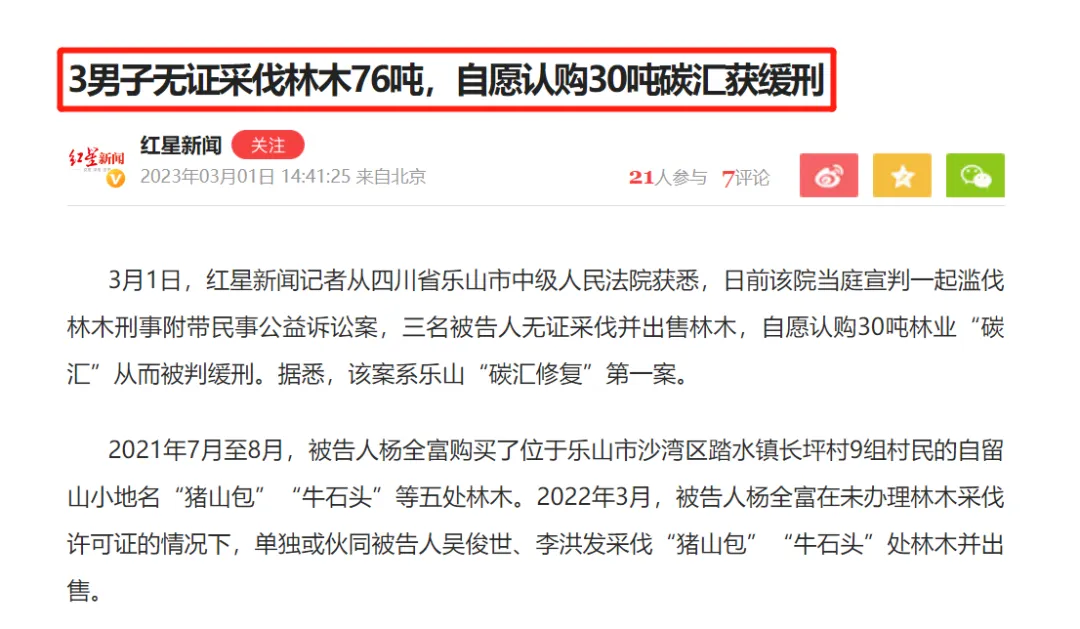 3男子无证采伐林木76吨，自愿认购30吨碳汇获缓刑
红星新闻
红星新闻 关注
2023年03月01日 14:41:25 来自北京
21人参与 7评论
3月1日，红星新闻记者从四川省乐山市中级人民法院获悉，日前该院当庭宣判一起滥伐
林木刑事附带民事公益诉讼案，三名被告人无证采伐并出售林木，自愿认购30吨林业“碳
汇”从而被判缓刑。据悉，该案系乐山“碳汇修复”第一案。
2021年7月至8月，被告人杨全富购买了位于乐山市沙湾区踏水镇长坪村9组村民的自留
山小地名“猪山包”“牛石头”等五处林木。2022年3月，被告人杨全富在未办理林木采伐
许可证的情况下，单独或伙同被告人吴俊世、李洪发采伐“猪山包”“牛石头”处林木并出
售。